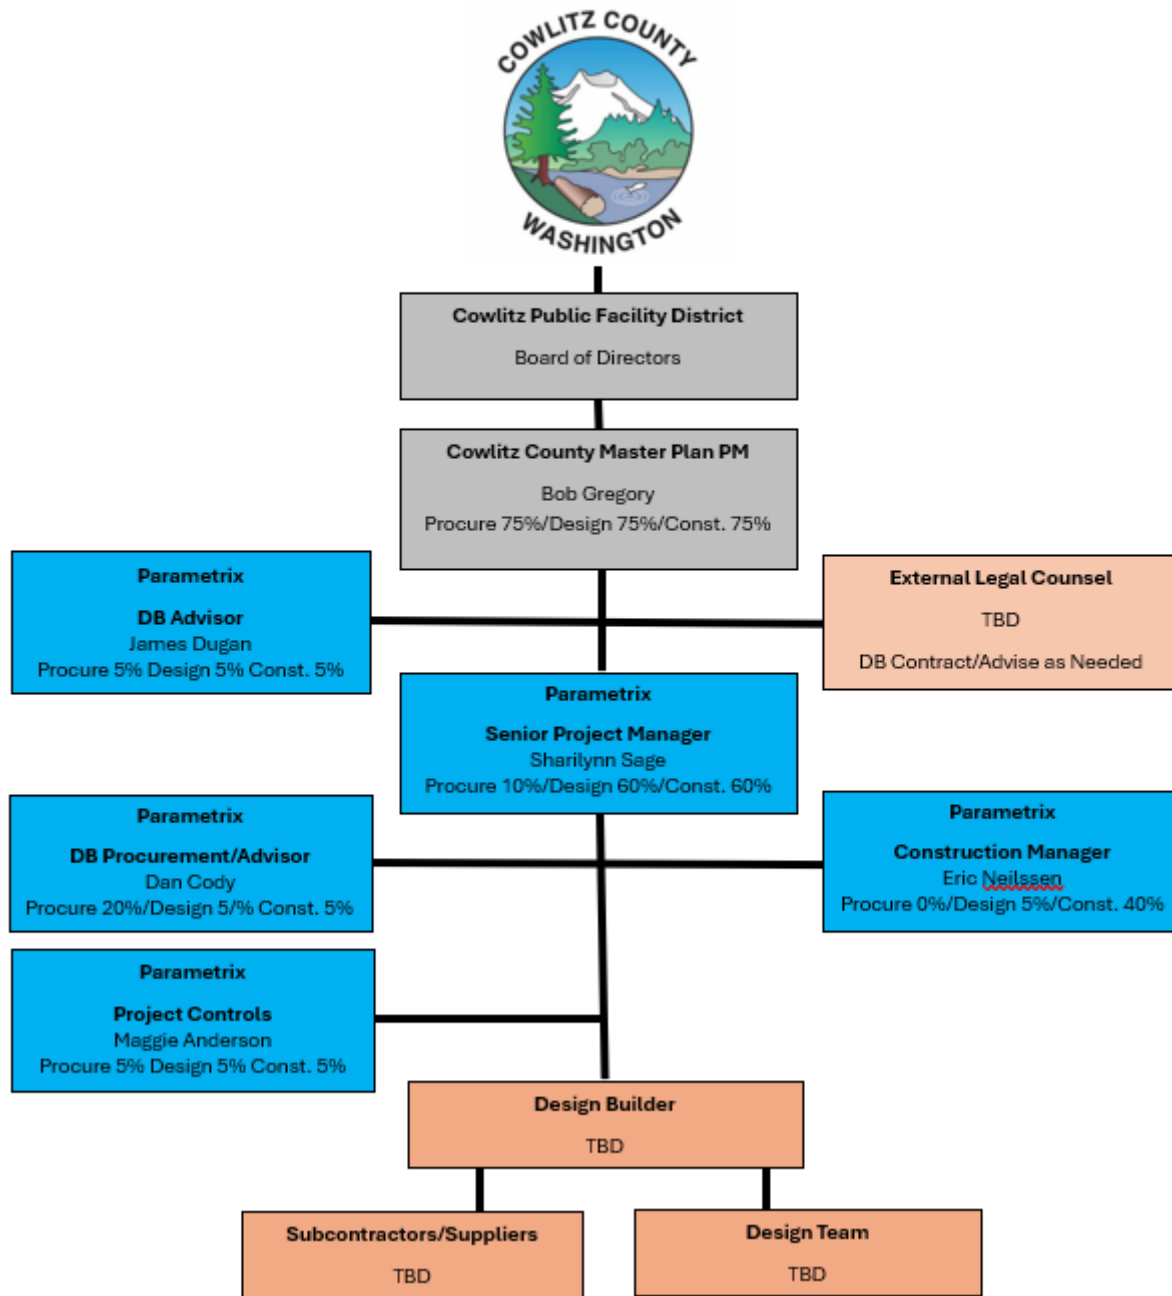 COWLITZ COUNTY
WASHINGTON
Cowlitz Public Facility District
Board of Directors
Cowlitz County Master Plan PM
Bob Gregory
Procure 75%/Design 75%/Const. 75%
Parametrix
DB Advisor
James Dugan
Procure 5% Design 5% Const. 5%
External Legal Counsel
TBD
DB Contract/Advise as Needed
Parametrix
Senior Project Manager
Sharilynn Sage
Procure 10%/Design 60%/Const. 60%
Parametrix
DB Procurement/Advisor
Dan Cody
Procure 20%/Design 5/% Const. 5%
Parametrix
Construction Manager
Eric Neilssen
Procure 0%/Design 5%/Const. 40%
Parametrix
Project Controls
Maggie Anderson
Procure 5% Design 5% Const. 5%
Design Builder
TBD
Subcontractors/Suppliers
TBD
Design Team
TBD